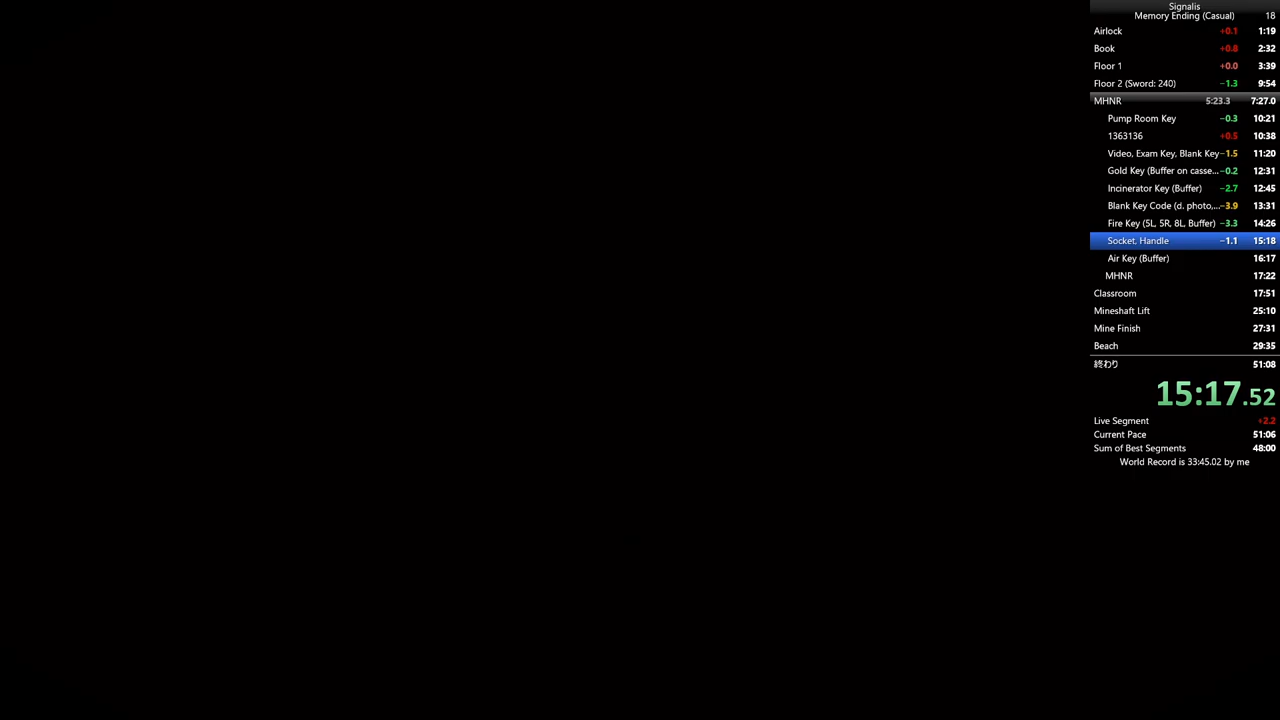 Signalis
Memory Ending (Casual) 18
Airlock +0.1 1:19
Book +0.8 2:32
Floor 1 +0.0 3:39
Floor 2 (Sword: 240) −1.3 9:54
MHNR 5:23.3 7:27.0
Pump Room Key −0.3 10:21
1363136 +0.5 10:38
Video, Exam Key, Blank Key −1.5 11:20
Gold Key (Buffer on casse... −0.2 12:31
Incinerator Key (Buffer) −2.7 12:45
Blank Key Code (d. photo,... −3.9 13:31
Fire Key (5L, 5R, 8L, Buffer) −3.3 14:26
Socket, Handle −1.1 15:18
Air Key (Buffer) 16:17
MHNR 17:22
Classroom 17:51
Mineshaft Lift 25:10
Mine Finish 27:31
Beach 29:35
終わり 51:08
15:17.52
Live Segment +2.2
Current Pace 51:06
Sum of Best Segments 48:00
World Record is 33:45.02 by me